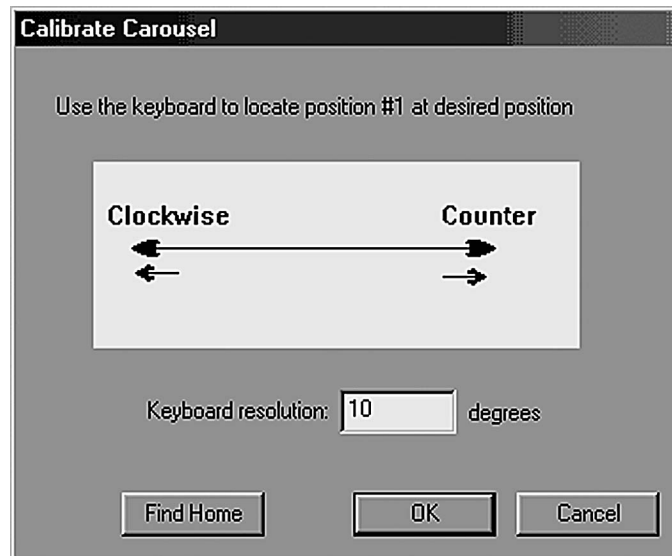 Calibrate Carousel
Use the keyboard to locate position #1 at desired position
Clockwise Counter
Keyboard resolution: 10 degrees
Find Home OK Cancel